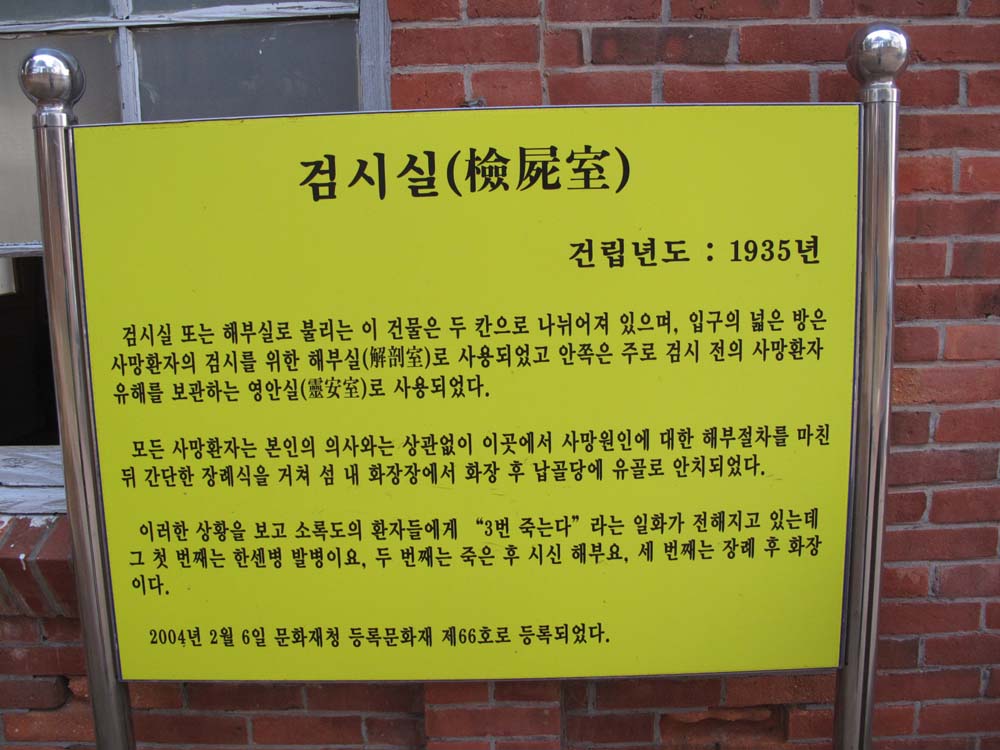 검시실(檢屍室)
건립년도 : 1935년
검시실 또는 해부실로 불리는 이 건물은 두 칸으로 나뉘어져 있으며, 입구의 넓은 방은
사망환자의 검시를 위한 해부실(解剖室)로 사용되었고 안쪽은 주로 검시 전의 사망환자
유해를 보관하는 영안실(靈安室)로 사용되었다.
모든 사망환자는 본인의 의사와는 상관없이 이곳에서 사망원인에 대한 해부절차를 마친
뒤 간단한 장례식을 거쳐 섬 내 화장장에서 화장 후 납골당에 유골로 안치되었다.
이러한 상황을 보고 소록도의 환자들에게 “3번 죽는다”라는 일화가 전해지고 있는데
그 첫 번째는 한센병 발병이요, 두 번째는 죽은 후 시신 해부요, 세 번째는 장례 후 화장
이다.
2004년 2월 6일 문화재청 등록문화재 제66호로 등록되었다.